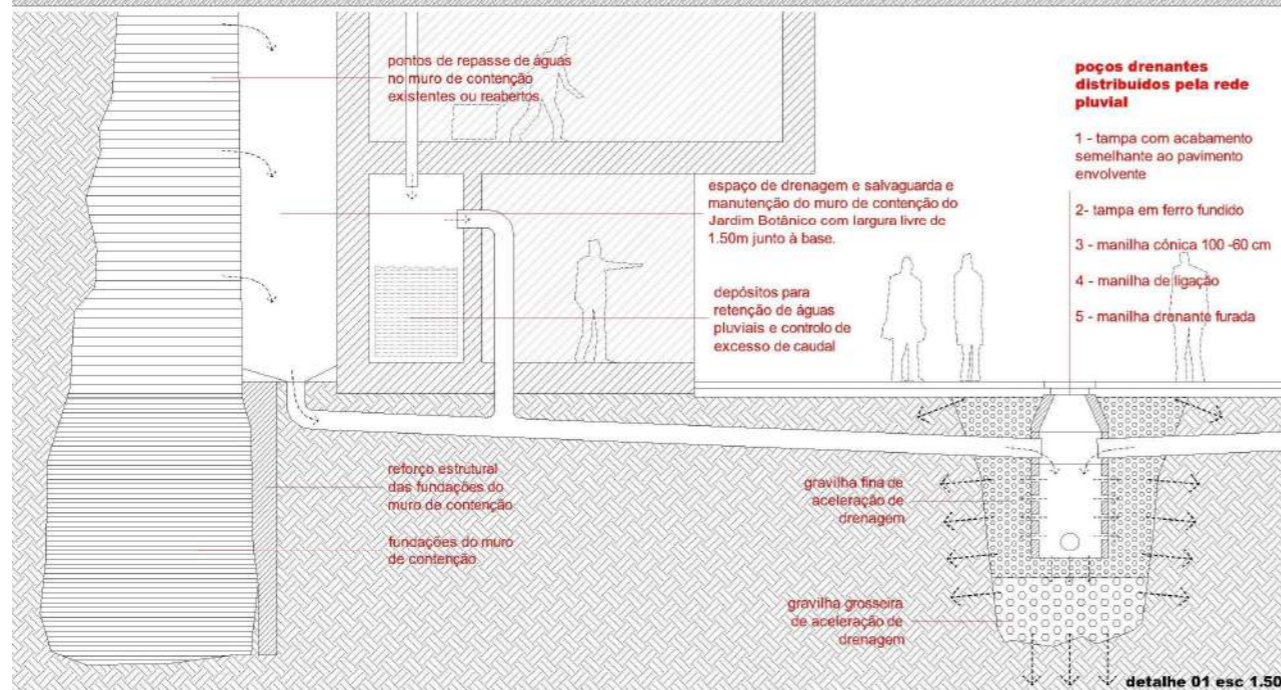 pontos de repasse de águas
no muro de contenção
existentes ou reabertos.
espaço de drenagem e salvaguarda e
manutenção do muro de contenção do
Jardim Botânico com largura livre de
1.50m junto à base.
depósitos para
retenção de águas
pluviais e controlo de
excesso de caudal
poços drenantes
distribuidos pela rede
pluvial
1 - tampa com acabamento
semelhante ao pavimento
envolvente
2- tampa em ferro fundido
3 - manilha cónica 100 -60 cm
4 - manilha de ligação
5 - manilha drenante furada
reforço estrutural
das fundações do
muro de contenção
fundações do muro
de contenção
gravilha fina de
aceleração de
drenagem
gravilha grosseira
de aceleração de
drenagem
detalhe 01 esc 1.50